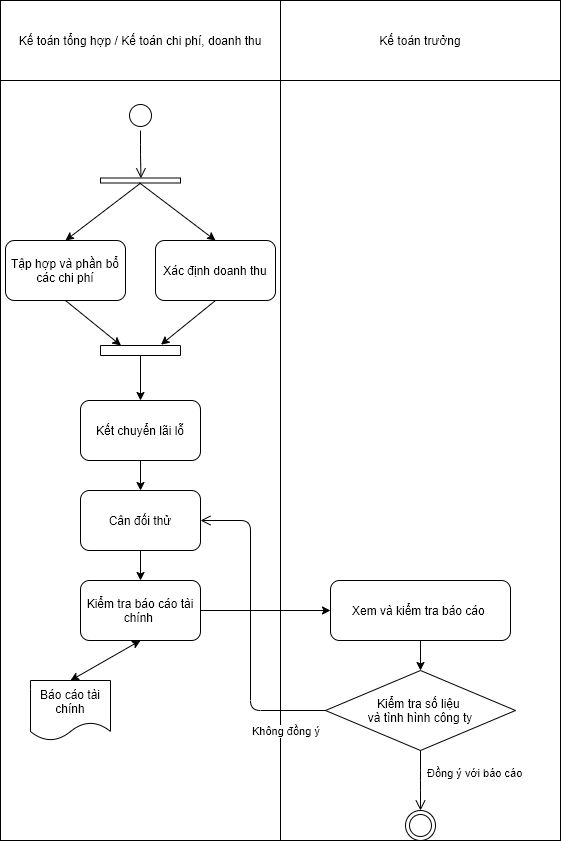 Kế toán tổng hợp / Kế toán chi phí, doanh thu
Kế toán trưởng
Tập hợp và phần bổ
các chi phí
Xác định doanh thu
Kết chuyển lãi lỗ
Cân đối thử
Kiểm tra báo cáo tài
chính
Xem và kiểm tra báo cáo
Báo cáo tài
chính
Kiểm tra số liệu
và tình hình công ty
Không đồng ý
Đồng ý với báo cáo